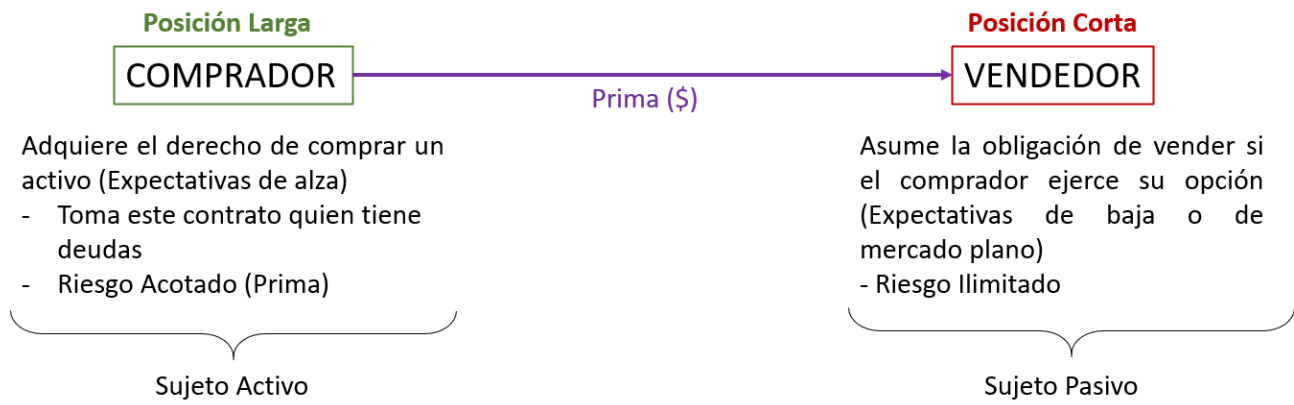 Posición Larga
COMPRADOR
Prima ($)
Posición Corta
VENDEDOR
Adquiere el derecho de comprar un
activo (Expectativas de alza)
- Toma este contrato quien tiene
deudas
- Riesgo Acotado (Prima)
Sujeto Activo
Asume la obligación de vender si
el comprador ejerce su opción
(Expectativas de baja o de
mercado plano)
- Riesgo Ilimitado
Sujeto Pasivo